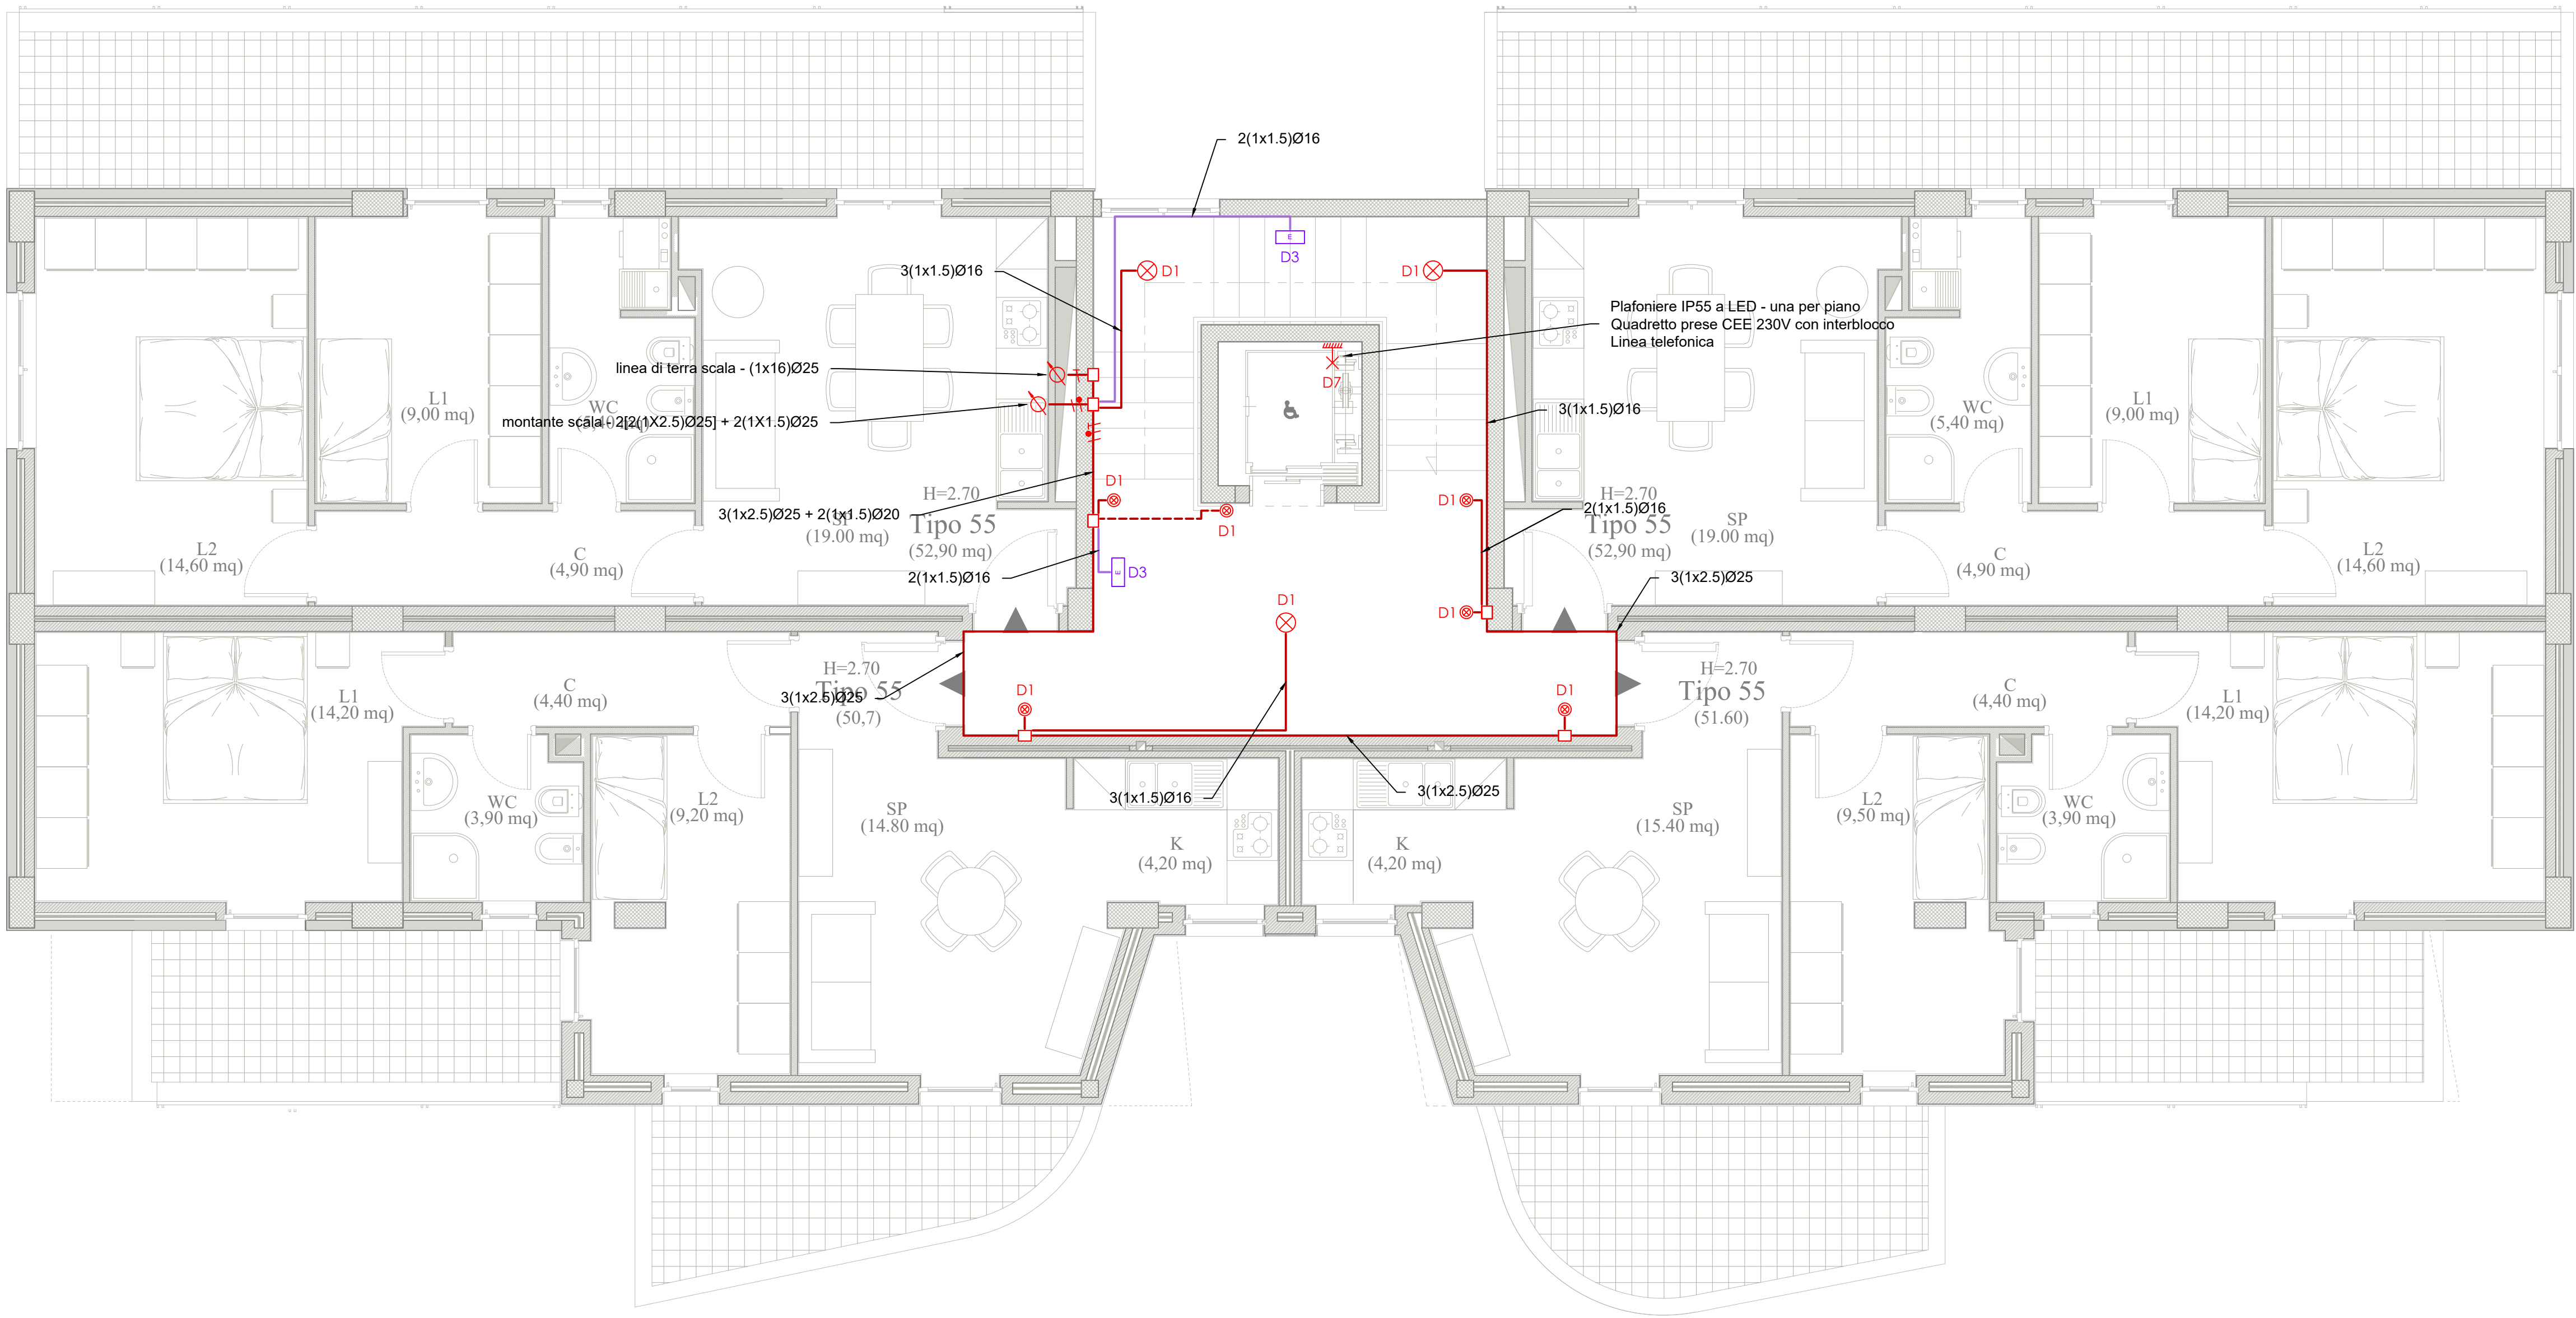 2(1x1.5)Ø16
E
D3
3(1x1.5)Ø16
D1
D1
Plafoniere IP55 a LED - una per piano
Quadretto prese CEE 230V con interblocco
Linea telefonica
D7
linea di terra scala - (1x16)Ø25
montante scala - 2[2(1X2.5)Ø25] + 2(1X1.5)Ø25
L1
(9,00 mq)
WC
(5,40 mq)
3(1x1.5)Ø16
WC
(5,40 mq)
L1
(9,00 mq)
H=2.70
Tipo 55
(52,90 mq)
SP
(19.00 mq)
3(1x2.5)Ø25 + 2(1x1.5)Ø20
D1
D1
D1
H=2.70
Tipo 55
(52,90 mq)
2(1x1.5)Ø16
SP
(19.00 mq)
L2
(14,60 mq)
C
(4,90 mq)
2(1x1.5)Ø16
E
D3
C
(4,90 mq)
L2
(14,60 mq)
3(1x2.5)Ø25
D1
D1
L1
(14,20 mq)
C
(4,40 mq)
H=2.70
Tipo 55
(50,7)
3(1x2.5)Ø25
D1
D1
H=2.70
Tipo 55
(51.60)
C
(4,40 mq)
L1
(14,20 mq)
WC
(3,90 mq)
L2
(9,20 mq)
SP
(14.80 mq)
3(1x1.5)Ø16
3(1x2.5)Ø25
K
(4,20 mq)
K
(4,20 mq)
SP
(15.40 mq)
L2
(9,50 mq)
WC
(3,90 mq)